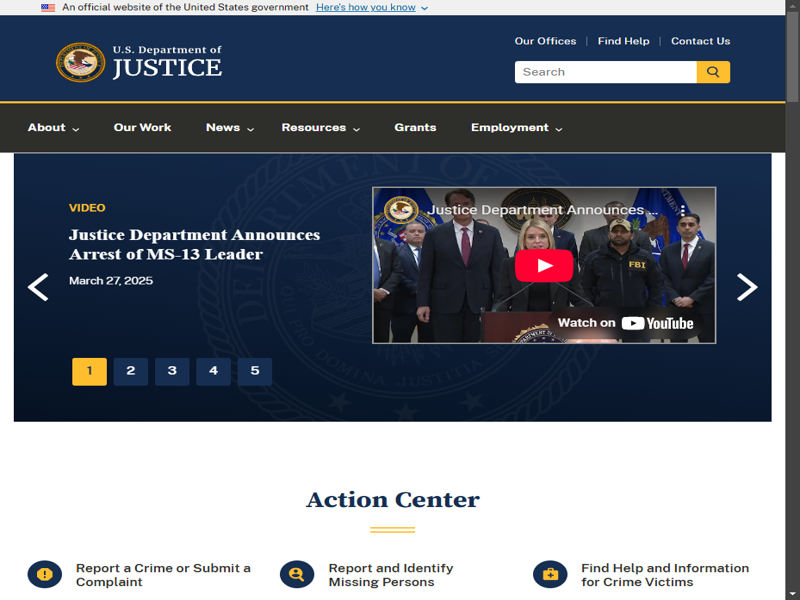 An official website of the United States government Here's how you know
Our Offices | Find Help | Contact Us
U.S. Department of
JUSTICE
Search
About
Our Work
News
Resources
Grants
Employment
VIDEO
Justice Department Announces
Arrest of MS-13 Leader
March 27, 2025
Justice Department Announces ...
FBI
Watch on YouTube
1 2 3 4 5
Action Center
Report a Crime or Submit a
Complaint
Report and Identify
Missing Persons
Find Help and Information
for Crime Victims